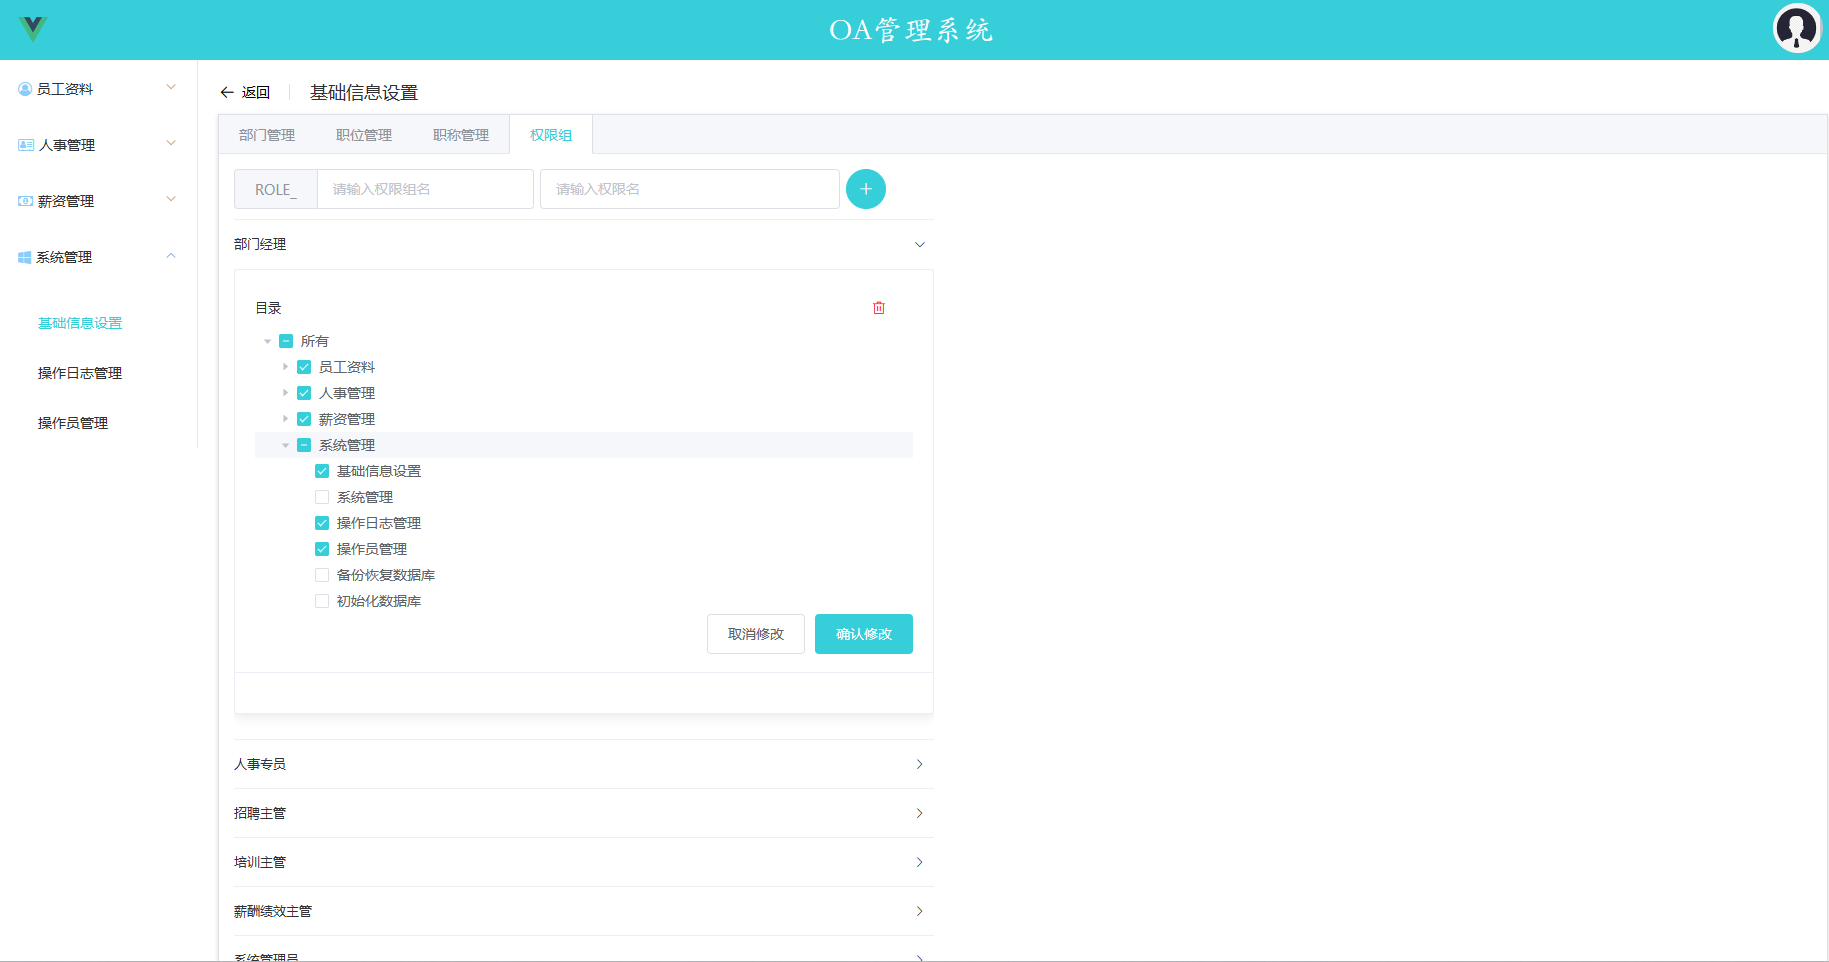 OA管理系统
员工资料
人事管理
薪资管理
系统管理
基础信息设置
操作日志管理
操作员管理
返回 基础信息设置
部门管理 职位管理 职称管理 权限组
ROLE_ 请输入权限组名 请输入权限名
部门经理
目录
所有
员工资料
人事管理
薪资管理
系统管理
基础信息设置
系统管理
操作日志管理
操作员管理
备份恢复数据库
初始化数据库
取消修改 确认修改
人事专员
招聘主管
培训主管
薪酬绩效主管
系统管理员